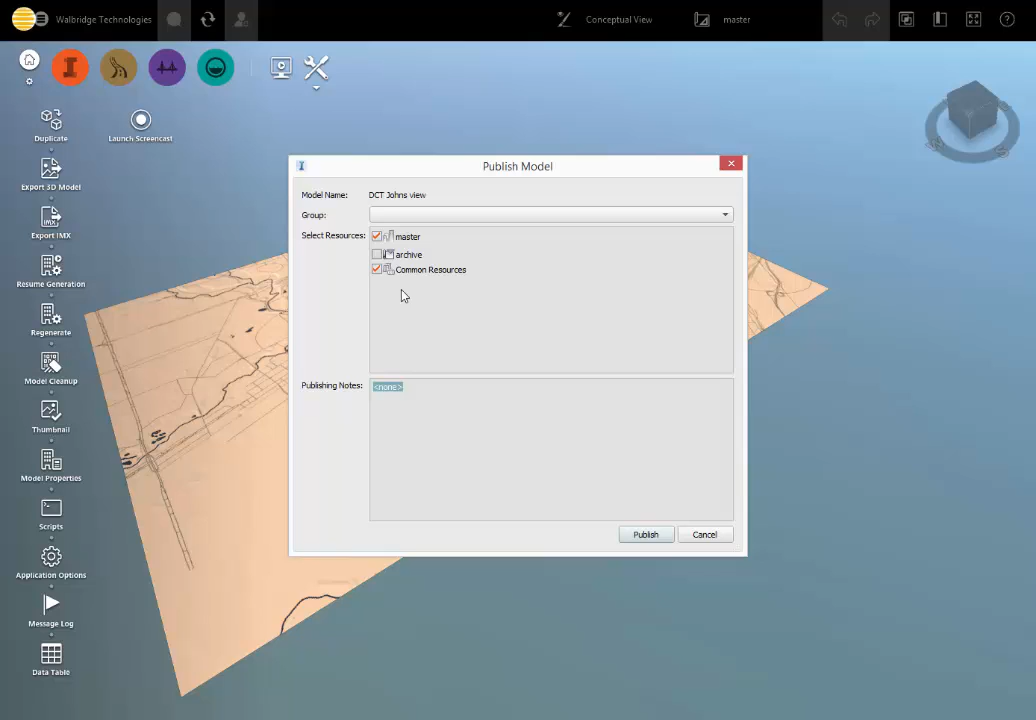 Walbridge Technologies
Conceptual View
master
Duplicate
Launch Screencast
Export 3D Model
Export IMX
Resume Generation
Regenerate
Model Cleanup
Thumbnail
Model Properties
Scripts
Application Options
Message Log
Data Table
Publish Model
Model Name: DCT Johns view
Group:
Select Resources: master
archive
Common Resources
Publishing Notes: <none>
Publish Cancel